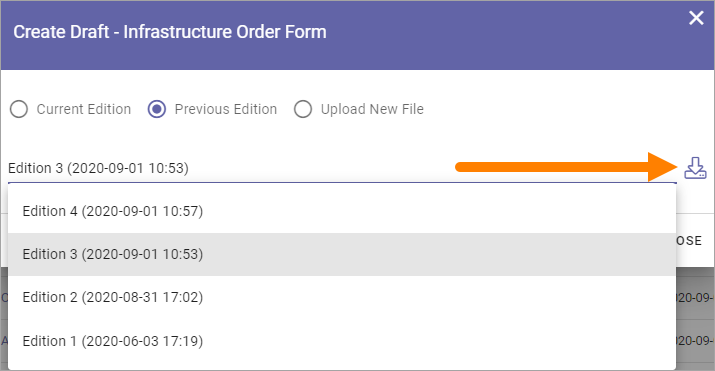 Create Draft - Infrastructure Order Form
Current Edition Previous Edition Upload New File
Edition 3 (2020-09-01 10:53)
Edition 4 (2020-09-01 10:57)
Edition 3 (2020-09-01 10:53)
OSE
Edition 2 (2020-08-31 17:02)
020-09-
Edition 1 (2020-06-03 17:19)
020-09-